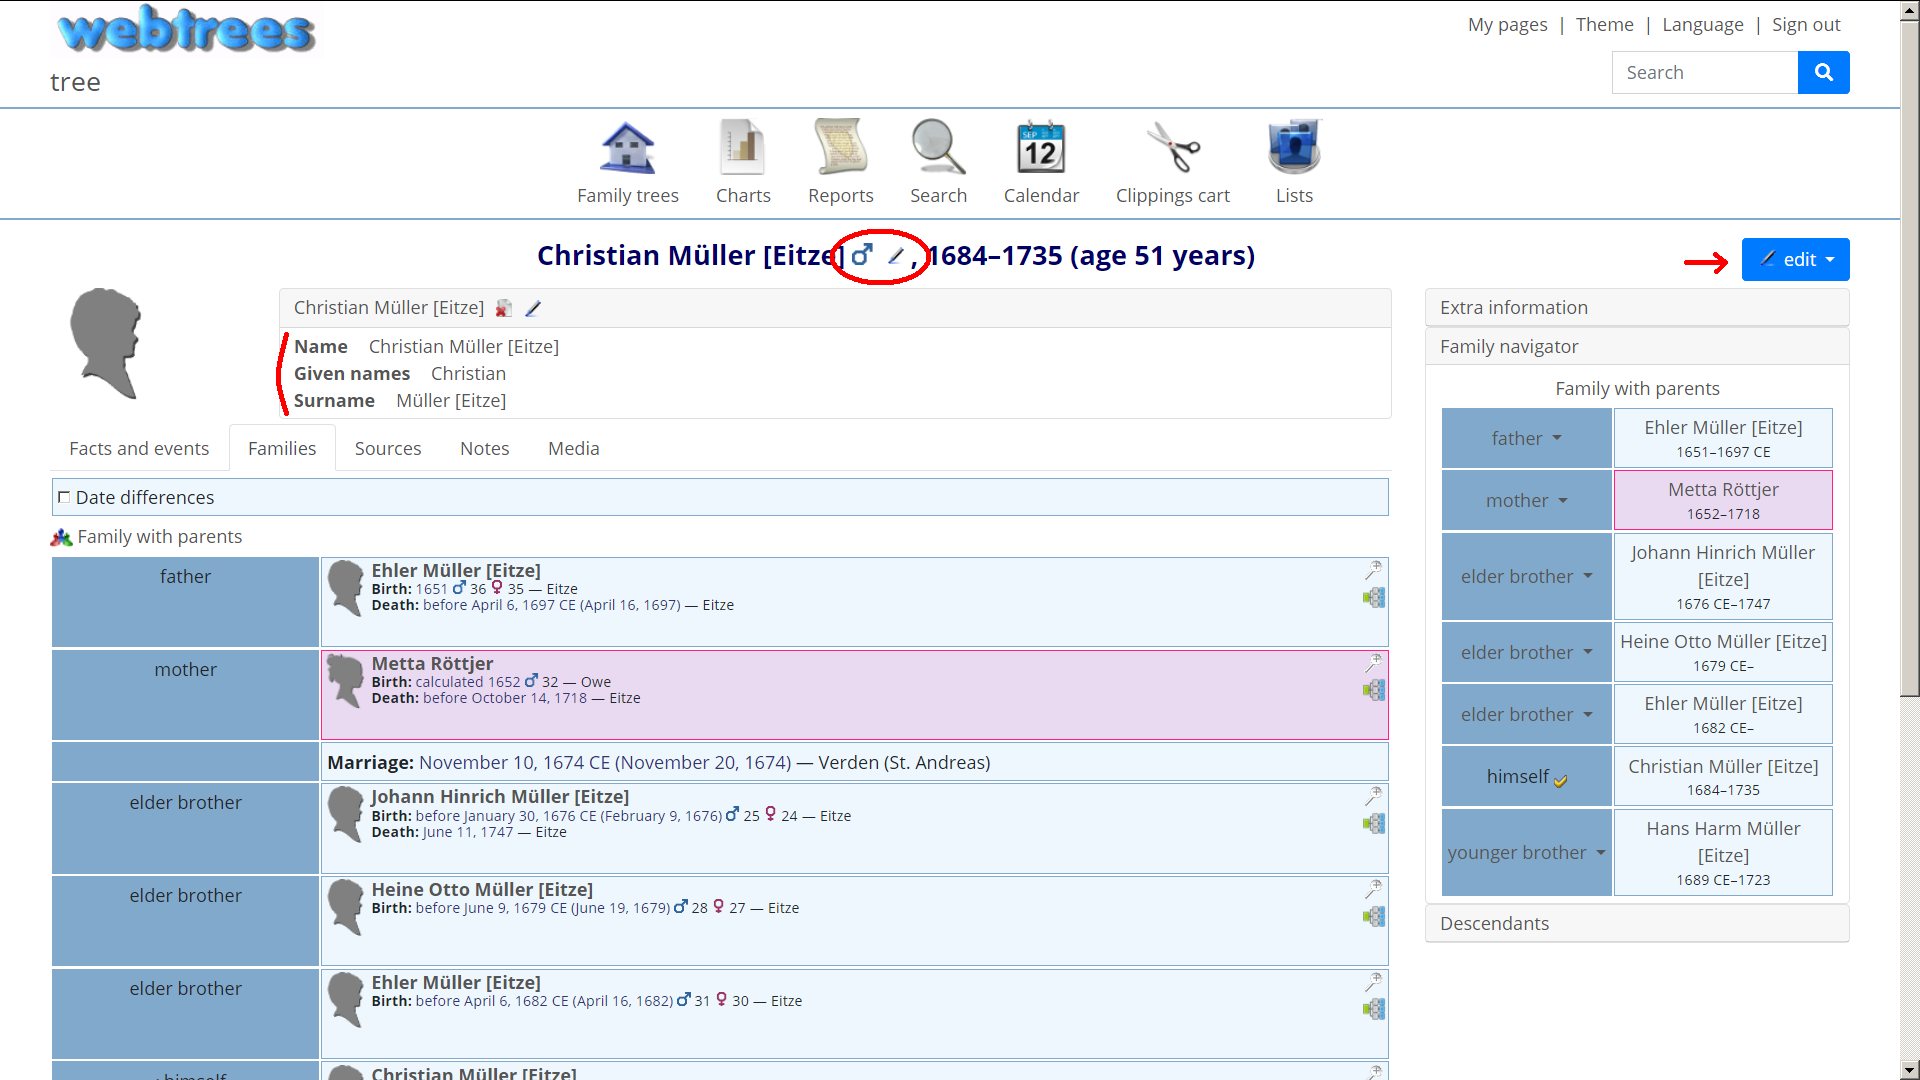 webtrees
My pages | Theme | Language | Sign out
tree
Search
SEP
12
Family trees
Charts
Reports
Search
Calendar
Clippings cart
Lists
Christian Müller [Eitze] ♂ , 1684–1735 (age 51 years)
edit
Christian Müller [Eitze]
Name Christian Müller [Eitze]
Given names Christian
Surname Müller [Eitze]
Facts and events
Families
Sources
Notes
Media
Date differences
Family with parents
father
Ehler Müller [Eitze]
Birth: 1651 ♂ 36 ♀ 35 — Eitze
Death: before April 6, 1697 CE (April 16, 1697) — Eitze
mother
Metta Röttjer
Birth: calculated 1652 ♂ 32 — Owe
Death: before October 14, 1718 — Eitze
Marriage: November 10, 1674 CE (November 20, 1674) — Verden (St. Andreas)
elder brother
Johann Hinrich Müller [Eitze]
Birth: before January 30, 1676 CE (February 9, 1676) ♂ 25 ♀ 24 — Eitze
Death: June 11, 1747 — Eitze
elder brother
Heine Otto Müller [Eitze]
Birth: before June 9, 1679 CE (June 19, 1679) ♂ 28 ♀ 27 — Eitze
elder brother
Ehler Müller [Eitze]
Birth: before April 6, 1682 CE (April 16, 1682) ♂ 31 ♀ 30 — Eitze
himself
Christian Müller [Eitze]
Extra information
Family navigator
Family with parents
father
Ehler Müller [Eitze]
1651–1697 CE
mother
Metta Röttjer
1652–1718
elder brother
Johann Hinrich Müller
[Eitze]
1676 CE–1747
elder brother
Heine Otto Müller [Eitze]
1679 CE–
elder brother
Ehler Müller [Eitze]
1682 CE–
himself
Christian Müller [Eitze]
1684–1735
younger brother
Hans Harm Müller
[Eitze]
1689 CE–1723
Descendants